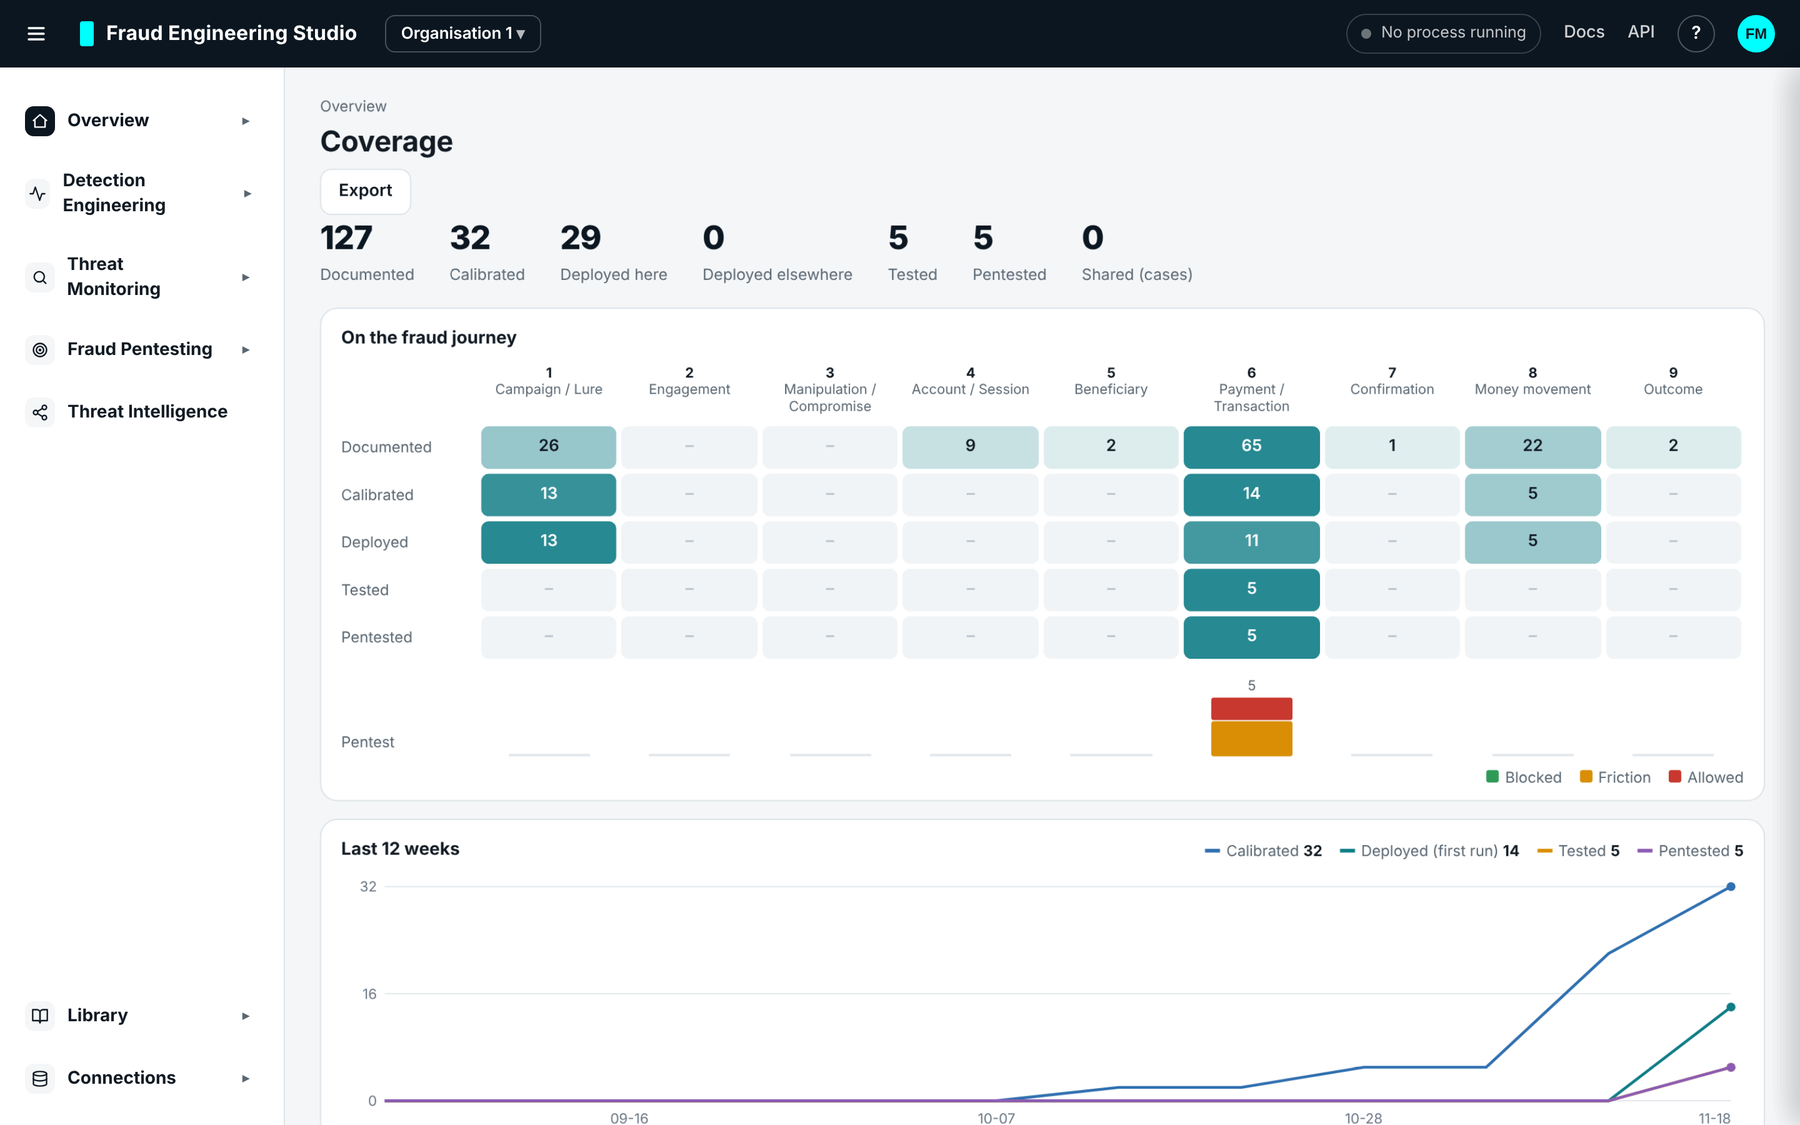 Fraud Engineering Studio
Organisation 1 ▾
No process running
Docs
API
?
FM
Overview
Detection
Engineering
Threat
Monitoring
Fraud Pentesting
Threat Intelligence
Library
Connections
Overview
Coverage
Export
127 32 29 0 5 5 0
Documented Calibrated Deployed here Deployed elsewhere Tested Pentested Shared (cases)
On the fraud journey
1 2 3 4 5 6 7 8 9
Campaign / Lure Engagement Manipulation / Account / Session Beneficiary Payment / Confirmation Money movement Outcome
Compromise Transaction
Documented 26 – – 9 2 65 1 22 2
Calibrated 13 – – – – 14 – 5 –
Deployed 13 – – – – 11 – 5 –
Tested – – – – – 5 – – –
Pentested – – – – – 5 – – –
5
Pentest
Blocked Friction Allowed
Last 12 weeks
Calibrated 32 Deployed (first run) 14 Tested 5 Pentested 5
32
16
0
09-16 10-07 10-28 11-18